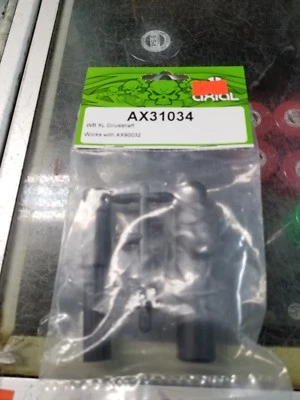 AXIAL
AX31034
WB XL Driveshaft
Works with AX90032